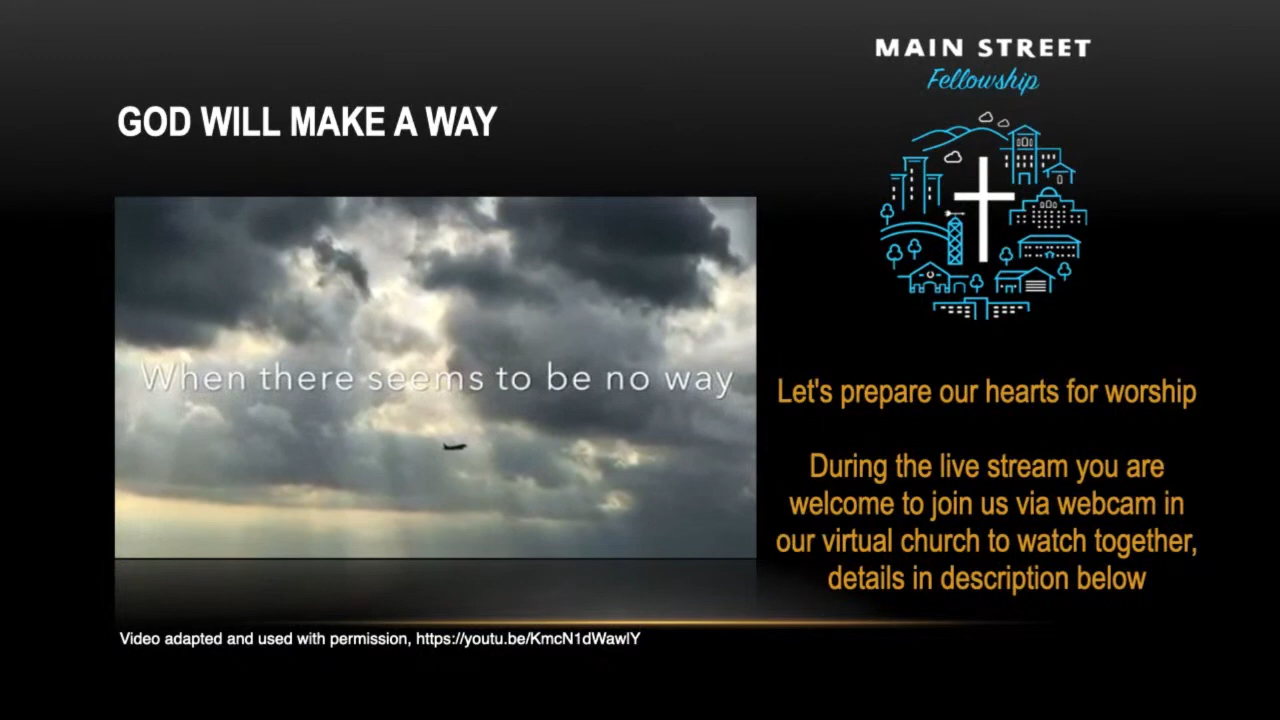 MAIN STREET
Fellowship
GOD WILL MAKE A WAY
When there seems to be no way
Let's prepare our hearts for worship
During the live stream you are
welcome to join us via webcam in
our virtual church to watch together,
details in description below
Video adapted and used with permission, https://youtu.be/KmcN1dWawlY